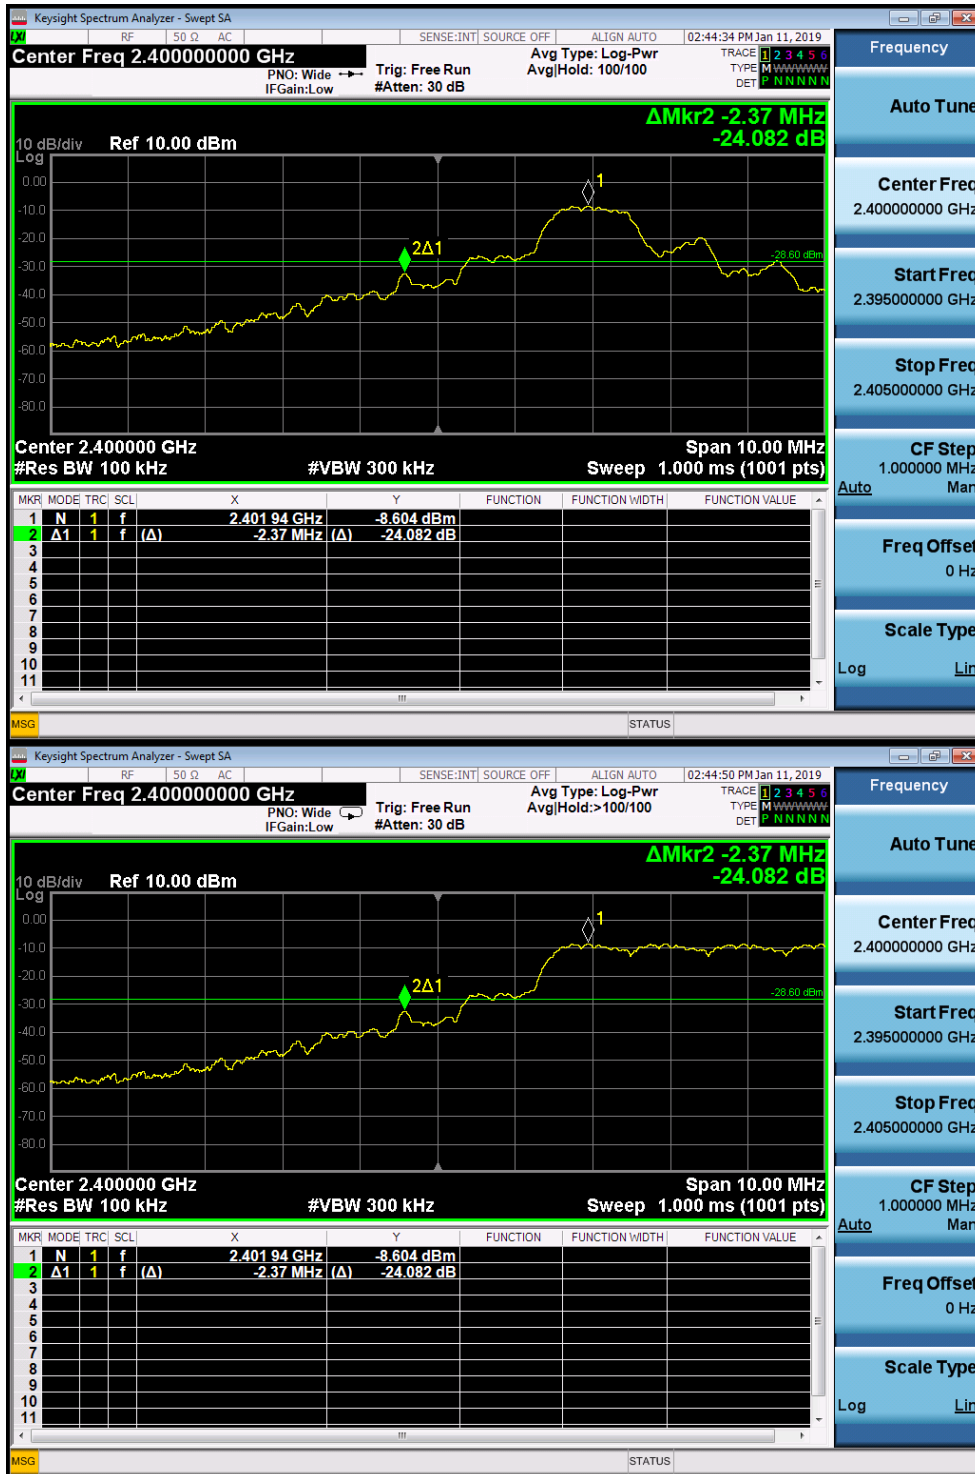 Keysight Spectrum Analyzer - Swept SA
LXI RF 50 Ω AC SENSE:INT SOURCE OFF ALIGN AUTO 02:44:34 PM Jan 11, 2019
Center Freq 2.400000000 GHz Avg Type: Log-Pwr TRACE 1 2 3 4 5 6
PNO: Wide Trig: Free Run Avg|Hold: 100/100 TYPE M WWWWW
IFGain:Low #Atten: 30 dB DET P N N N N N
Frequency
Auto Tune
Center Freq
2.400000000 GHz
Start Freq
2.395000000 GHz
Stop Freq
2.405000000 GHz
CF Step
1.000000 MHz
Auto Man
Freq Offset
0 Hz
Scale Type
Log Lin
ΔMkr2 -2.37 MHz
-24.082 dB
10 dB/div Ref 10.00 dBm
Log
0.00
-10.0
-20.0
-30.0
-40.0
-50.0
-60.0
-70.0
-80.0
1
2Δ1
-28.60 dBm
Center 2.400000 GHz Span 10.00 MHz
#Res BW 100 kHz #VBW 300 kHz Sweep 1.000 ms (1001 pts)
MKR MODE TRC SCL X Y FUNCTION FUNCTION WIDTH FUNCTION VALUE
1 N 1 f 2.401 94 GHz -8.604 dBm
2 Δ1 1 f (Δ) -2.37 MHz (Δ) -24.082 dB
3
4
5
6
7
8
9
10
11
MSG STATUS
Keysight Spectrum Analyzer - Swept SA
LXI RF 50 Ω AC SENSE:INT SOURCE OFF ALIGN AUTO 02:44:50 PM Jan 11, 2019
Center Freq 2.400000000 GHz Avg Type: Log-Pwr TRACE 1 2 3 4 5 6
PNO: Wide Trig: Free Run Avg|Hold:>100/100 TYPE M WWWWW
IFGain:Low #Atten: 30 dB DET P N N N N N
Frequency
Auto Tune
Center Freq
2.400000000 GHz
Start Freq
2.395000000 GHz
Stop Freq
2.405000000 GHz
CF Step
1.000000 MHz
Auto Man
Freq Offset
0 Hz
Scale Type
Log Lin
ΔMkr2 -2.37 MHz
-24.082 dB
10 dB/div Ref 10.00 dBm
Log
0.00
-10.0
-20.0
-30.0
-40.0
-50.0
-60.0
-70.0
-80.0
1
2Δ1
-28.60 dBm
Center 2.400000 GHz Span 10.00 MHz
#Res BW 100 kHz #VBW 300 kHz Sweep 1.000 ms (1001 pts)
MKR MODE TRC SCL X Y FUNCTION FUNCTION WIDTH FUNCTION VALUE
1 N 1 f 2.401 94 GHz -8.604 dBm
2 Δ1 1 f (Δ) -2.37 MHz (Δ) -24.082 dB
3
4
5
6
7
8
9
10
11
MSG STATUS